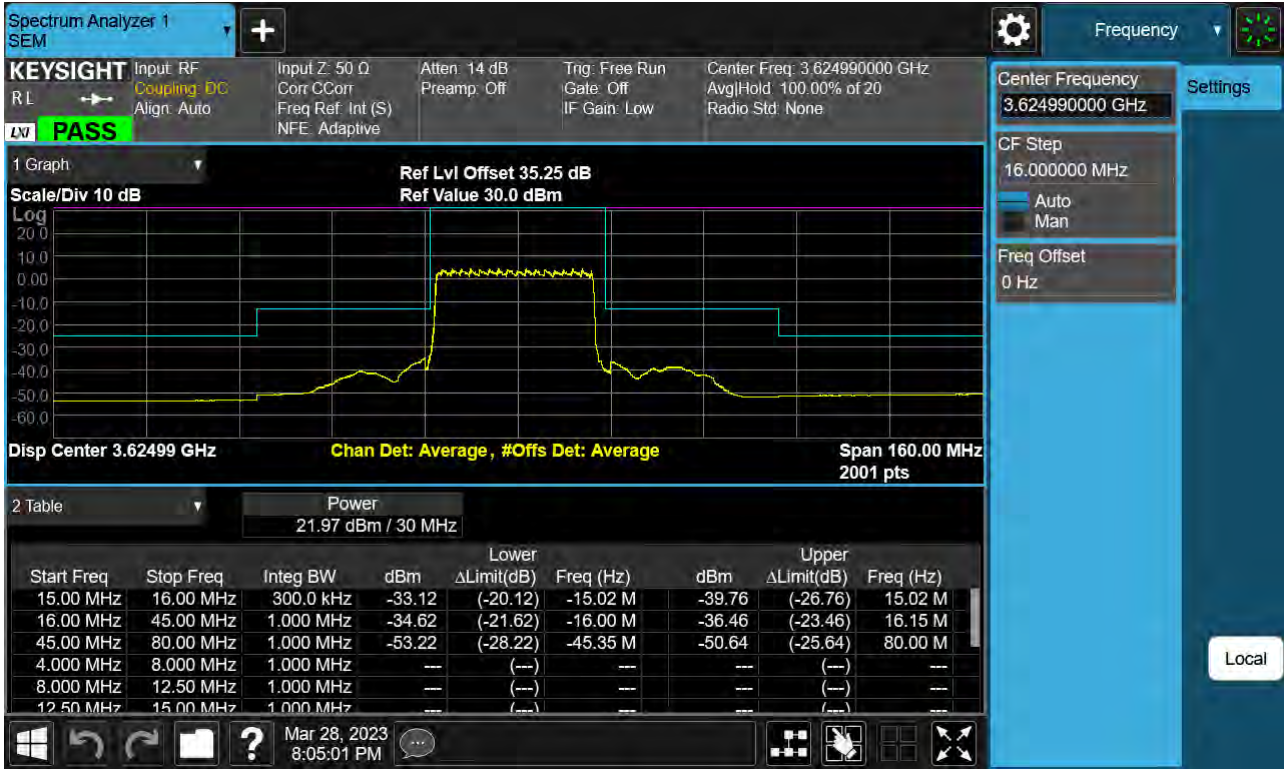 Spectrum Analyzer 1
SEM
+
Frequency
KEYSIGHT
RL
LXI
PASS
Input: RF
Coupling: DC
Align: Auto
Input Z: 50 Ω
Corr CCorr
Freq Ref: Int (S)
NFE: Adaptive
Atten: 14 dB
Preamp: Off
Trig: Free Run
Gate: Off
IF Gain: Low
Center Freq: 3.624990000 GHz
Avg|Hold: 100.00% of 20
Radio Std: None
Center Frequency
3.624990000 GHz
Settings
CF Step
16.000000 MHz
Auto
Man
Freq Offset
0 Hz
Local
1 Graph
Scale/Div 10 dB
Ref Lvl Offset 35.25 dB
Ref Value 30.0 dBm
Log
20.0
10.0
0.00
-10.0
-20.0
-30.0
-40.0
-50.0
-60.0
Disp Center 3.62499 GHz
Chan Det: Average, #Offs Det: Average
Span 160.00 MHz
2001 pts
2 Table
Power
21.97 dBm / 30 MHz
Lower Upper
Start Freq Stop Freq Integ BW dBm ΔLimit(dB) Freq (Hz) dBm ΔLimit(dB) Freq (Hz)
15.00 MHz 16.00 MHz 300.0 kHz -33.12 (-20.12) -15.02 M -39.76 (-26.76) 15.02 M
16.00 MHz 45.00 MHz 1.000 MHz -34.62 (-21.62) -16.00 M -36.46 (-23.46) 16.15 M
45.00 MHz 80.00 MHz 1.000 MHz -53.22 (-28.22) -45.35 M -50.64 (-25.64) 80.00 M
4.000 MHz 8.000 MHz 1.000 MHz --- (---) --- --- (---) ---
8.000 MHz 12.50 MHz 1.000 MHz --- (---) --- --- (---) ---
12.50 MHz 15.00 MHz 1.000 MHz --- (---) --- --- (---) ---
?
Mar 28, 2023
8:05:01 PM